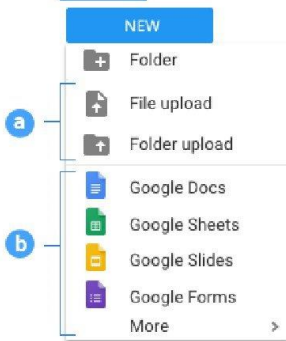 NEW
Folder
a
File upload
Folder upload
Google Docs
Google Sheets
b
Google Slides
Google Forms
More >